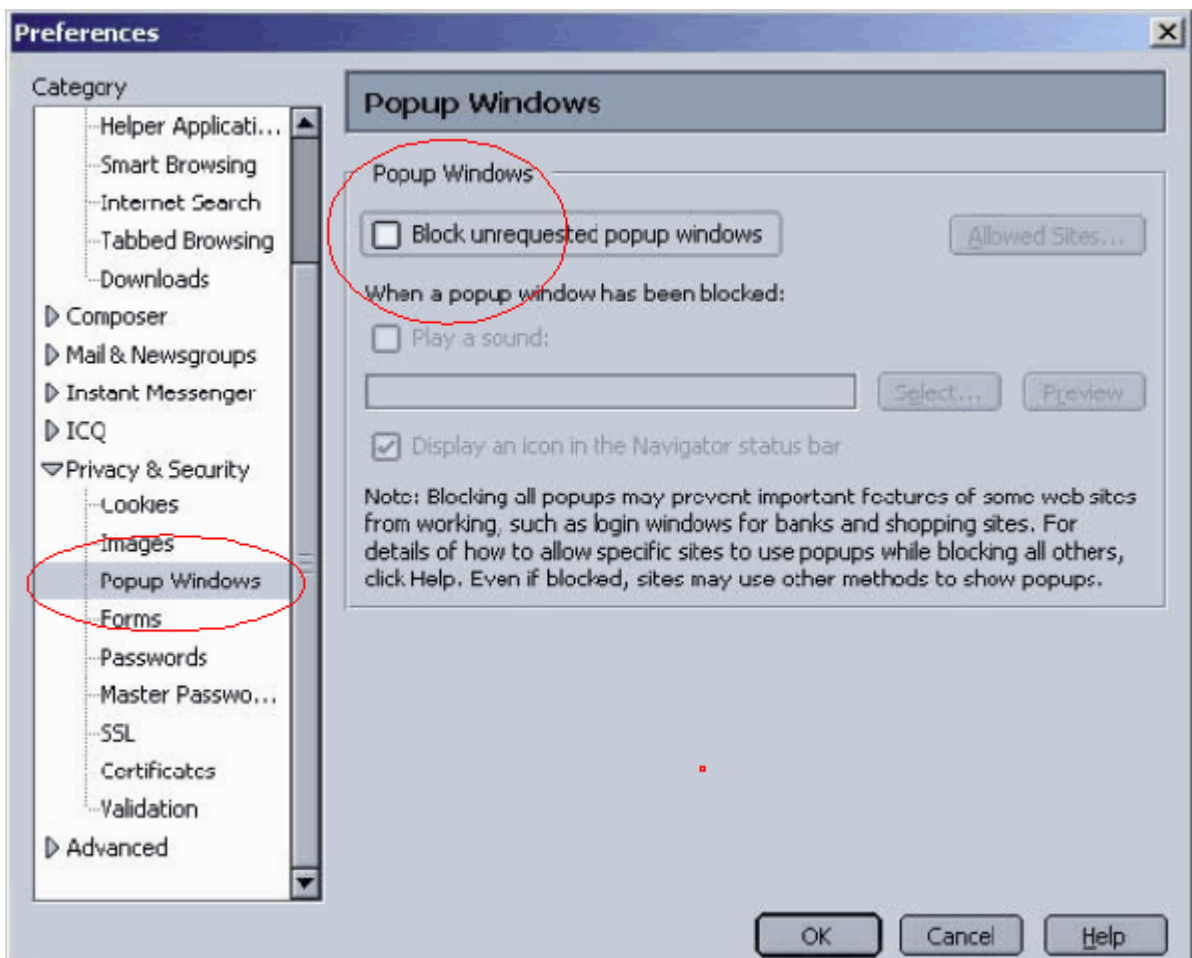 Preferences
Category
Helper Applicati...
Smart Browsing
Internet Search
Tabbed Browsing
Downloads
Composer
Mail & Newsgroups
Instant Messenger
ICQ
Privacy & Security
Cookies
Images
Popup Windows
Forms
Passwords
Master Passwo...
SSL
Certificates
Validation
Advanced
Popup Windows
Popup Windows
Block unrequested popup windows
Allowed Sites...
When a popup window has been blocked:
Play a sound:
Select...
Preview
Display an icon in the Navigator status bar
Note: Blocking all popups may prevent important features of some web sites
from working, such as login windows for banks and shopping sites. For
details of how to allow specific sites to use popups while blocking all others,
click Help. Even if blocked, sites may use other methods to show popups.
OK
Cancel
Help